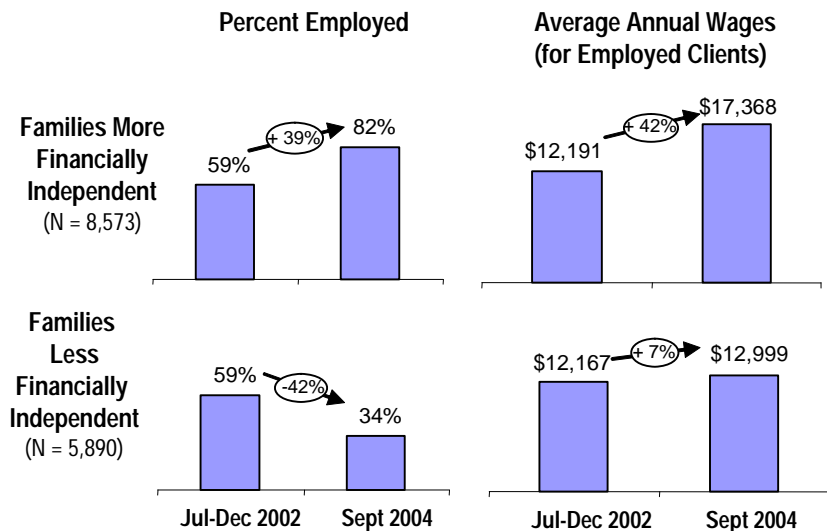 Percent Employed
Average Annual Wages
(for Employed Clients)
Families More
Financially
Independent
(N = 8,573)
59%
+ 39%
82%
$12,191
+ 42%
$17,368
Families
Less
Financially
Independent
(N = 5,890)
59%
-42%
34%
$12,167
+ 7%
$12,999
Jul-Dec 2002
Sept 2004
Jul-Dec 2002
Sept 2004